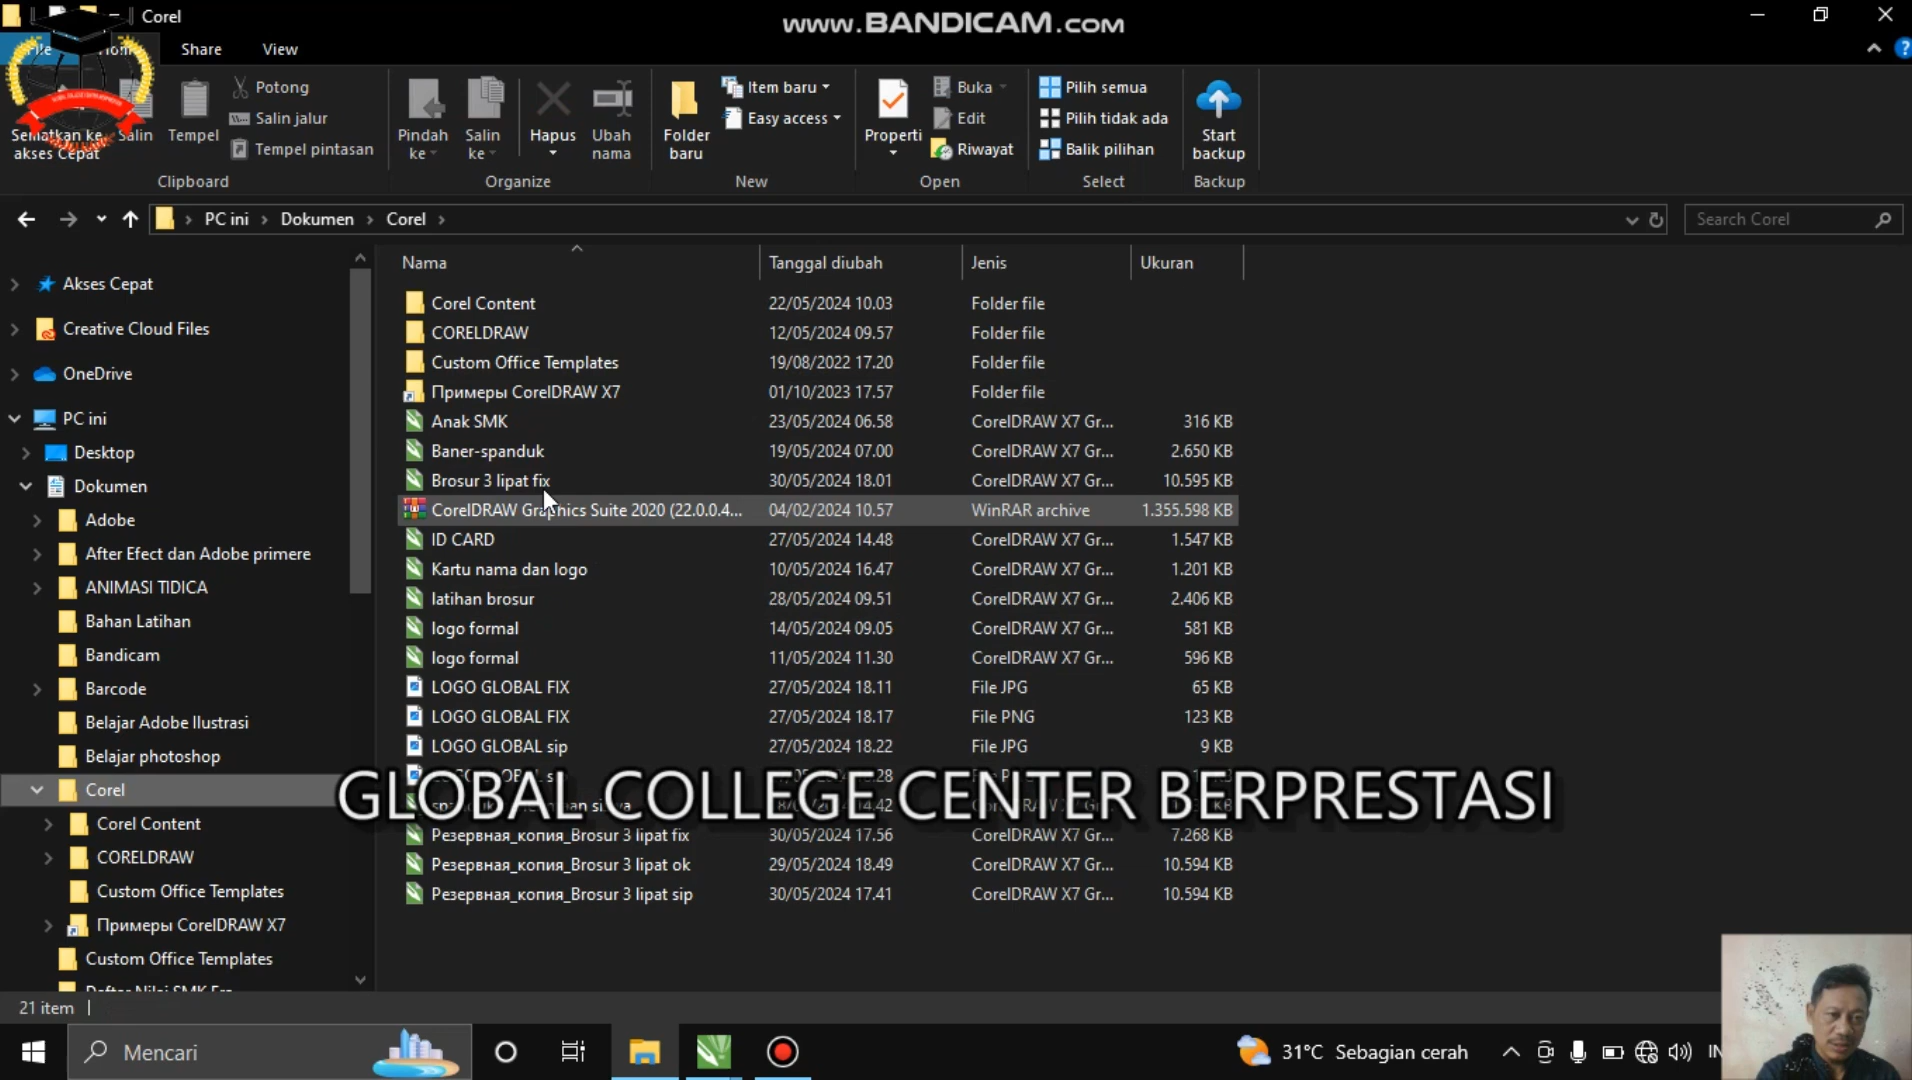 Corel
www.BANDICAM.com
File Home Share View
Sematkan ke akses Cepat
Salin
Tempel
Potong
Salin jalur
Tempel pintasan
Clipboard
Pindah ke
Salin ke
Hapus
Ubah nama
Organize
Folder baru
Item baru
Easy access
New
Properti
Buka
Edit
Riwayat
Open
Pilih semua
Pilih tidak ada
Balik pilihan
Select
Start backup
Backup
PC ini > Dokumen > Corel >
Search Corel
Akses Cepat
Creative Cloud Files
OneDrive
PC ini
Desktop
Dokumen
Adobe
After Efect dan Adobe primere
ANIMASI TIDICA
Bahan Latihan
Bandicam
Barcode
Belajar Adobe Ilustrasi
Belajar photoshop
Corel
Corel Content
CORELDRAW
Custom Office Templates
Примеры CorelDRAW X7
Custom Office Templates
Nama Tanggal diubah Jenis Ukuran
Corel Content 22/05/2024 10.03 Folder file
CORELDRAW 12/05/2024 09.57 Folder file
Custom Office Templates 19/08/2022 17.20 Folder file
Примеры CorelDRAW X7 01/10/2023 17.57 Folder file
Anak SMK 23/05/2024 06.58 CorelDRAW X7 Gr... 316 KB
Baner-spanduk 19/05/2024 07.00 CorelDRAW X7 Gr... 2.650 KB
Brosur 3 lipat fix 30/05/2024 18.01 CorelDRAW X7 Gr... 10.595 KB
CorelDRAW Graphics Suite 2020 (22.0.0.4... 04/02/2024 10.57 WinRAR archive 1.355.598 KB
ID CARD 27/05/2024 14.48 CorelDRAW X7 Gr... 1.547 KB
Kartu nama dan logo 10/05/2024 16.47 CorelDRAW X7 Gr... 1.201 KB
latihan brosur 28/05/2024 09.51 CorelDRAW X7 Gr... 2.406 KB
logo formal 14/05/2024 09.05 CorelDRAW X7 Gr... 581 KB
logo formal 11/05/2024 11.30 CorelDRAW X7 Gr... 596 KB
LOGO GLOBAL FIX 27/05/2024 18.11 File JPG 65 KB
LOGO GLOBAL FIX 27/05/2024 18.17 File PNG 123 KB
LOGO GLOBAL sip 27/05/2024 18.22 File JPG 9 KB
GLOBAL COLLEGE CENTER BERPRESTASI
Резервная_копия_Brosur 3 lipat fix 30/05/2024 17.56 CorelDRAW X7 Gr... 7.268 KB
Резервная_копия_Brosur 3 lipat ok 29/05/2024 18.49 CorelDRAW X7 Gr... 10.594 KB
Резервная_копия_Brosur 3 lipat sip 30/05/2024 17.41 CorelDRAW X7 Gr... 10.594 KB
21 item
Mencari
31°C Sebagian cerah